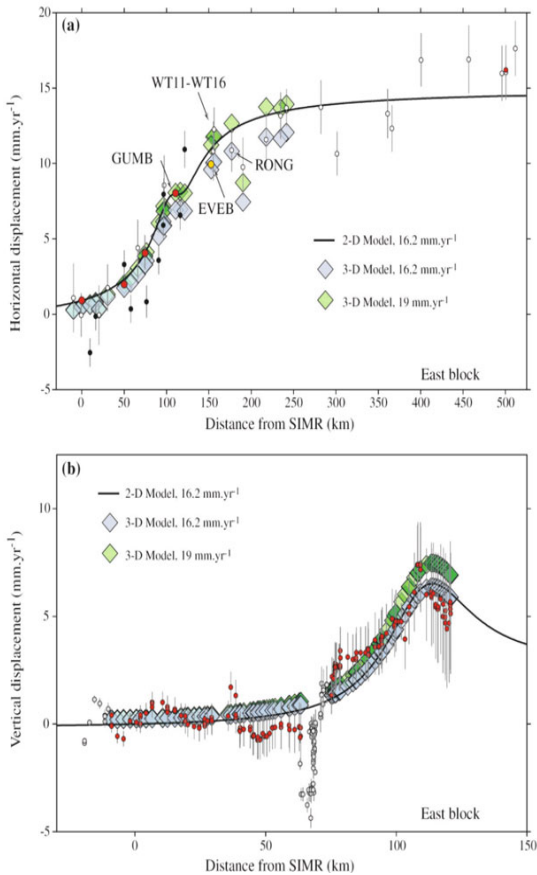 (a)
Horizontal displacement (mm.yr-1)
20
15
10
5
0
-5
WT11-WT16
GUMB
RONG
EVEB
2-D Model. 16.2 mm.yr-1
3-D Model. 16.2 mm.yr-1
3-D Model. 19 mm.yr-1
East block
0 50 100 150 200 250 300 350 400 450 500
Distance from SIMR (km)
(b)
Vertical displacement (mm.yr-1)
10
5
0
-5
2-D Model. 16.2 mm.yr-1
3-D Model. 16.2 mm.yr-1
3-D Model. 19 mm.yr-1
East block
0 50 100 150
Distance from SIMR (km)